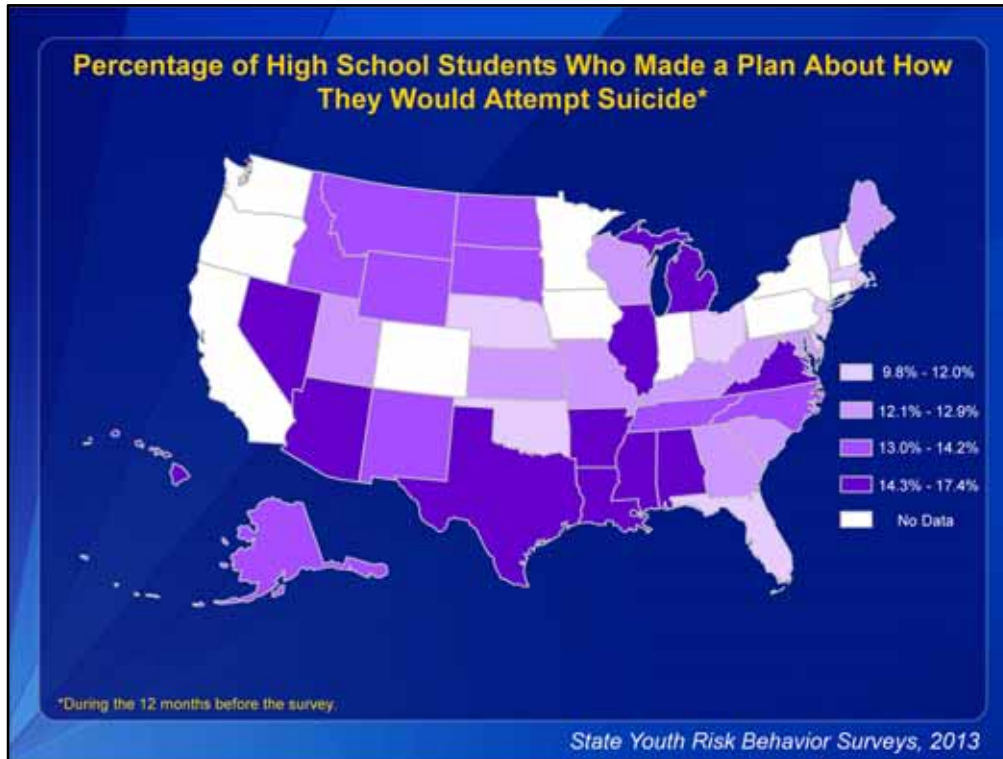 Percentage of High School Students Who Made a Plan About How
They Would Attempt Suicide*
9.8% - 12.0%
12.1% - 12.9%
13.0% - 14.2%
14.3% - 17.4%
No Data
*During the 12 months before the survey.
State Youth Risk Behavior Surveys, 2013